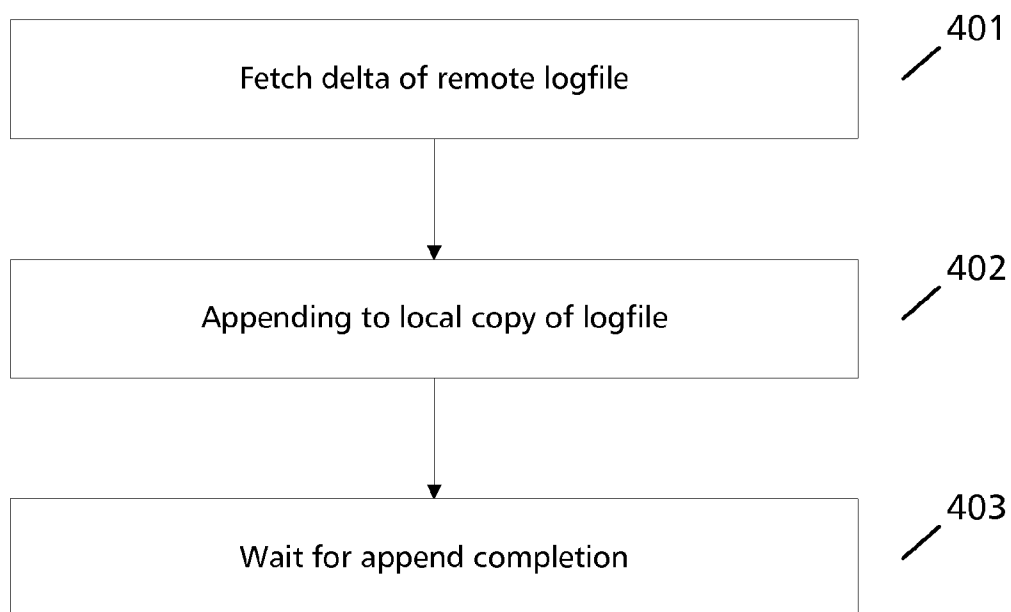 401
Fetch delta of remote logfile
402
Appending to local copy of logfile
403
Wait for append completion